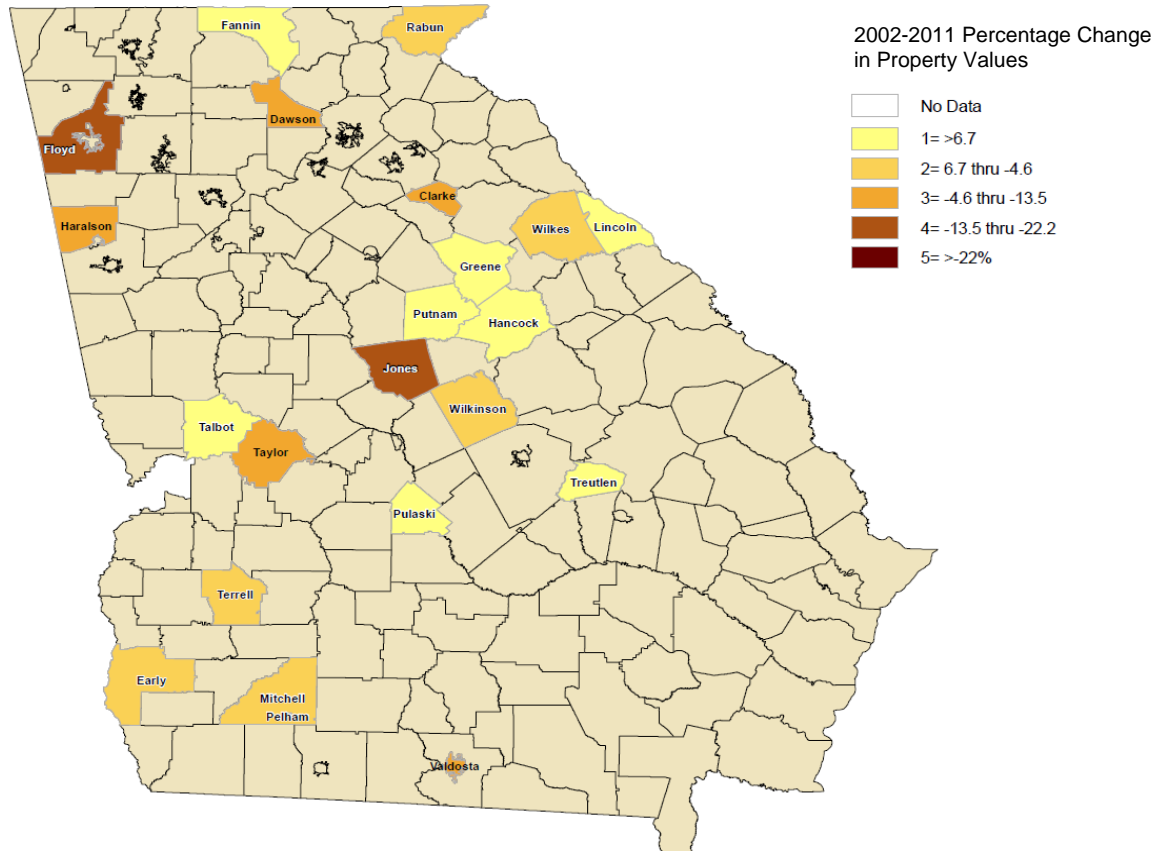 Fannin
Rabun
2002-2011 Percentage Change
in Property Values
No Data
1= >6.7
2= 6.7 thru -4.6
3= -4.6 thru -13.5
4= -13.5 thru -22.2
5= >-22%
Dawson
Floyd
Clarke
Haralson
Wilkes
Lincoln
Greene
Putnam
Hancock
Jones
Wilkinson
Talbot
Taylor
Treutlen
Pulaski
Terrell
Early
Mitchell
Pelham
Valdosta